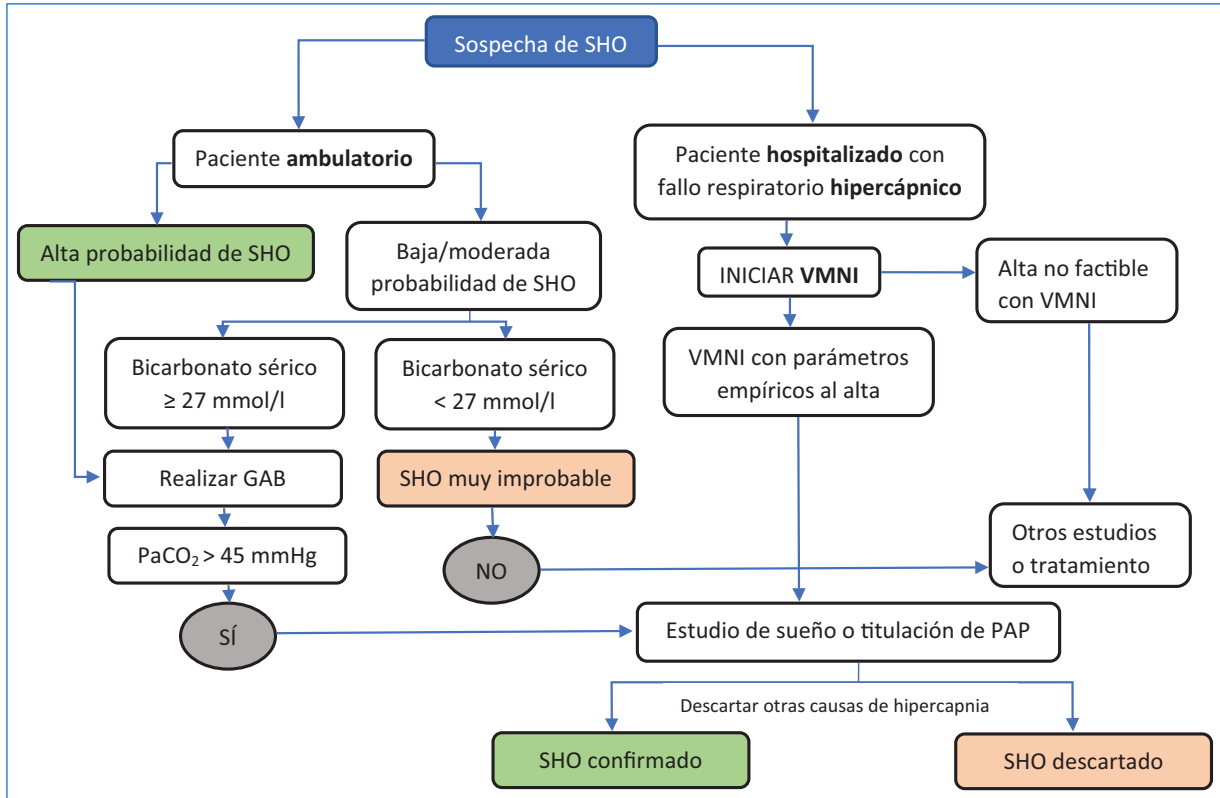 Sospecha de SHO
Paciente ambulatorio
Paciente hospitalizado con
fallo respiratorio hipercápnico
Alta probabilidad de SHO
Baja/moderada
probabilidad de SHO
INICIAR VMNI
Alta no factible
con VMNI
Bicarbonato sérico
≥ 27 mmol/l
Bicarbonato sérico
< 27 mmol/l
VMNI con parámetros
empíricos al alta
Realizar GAB
SHO muy improbable
PaCO₂ > 45 mmHg
NO
Otros estudios
o tratamiento
SÍ
Estudio de sueño o titulación de PAP
Descartar otras causas de hipercapnia
SHO confirmado
SHO descartado